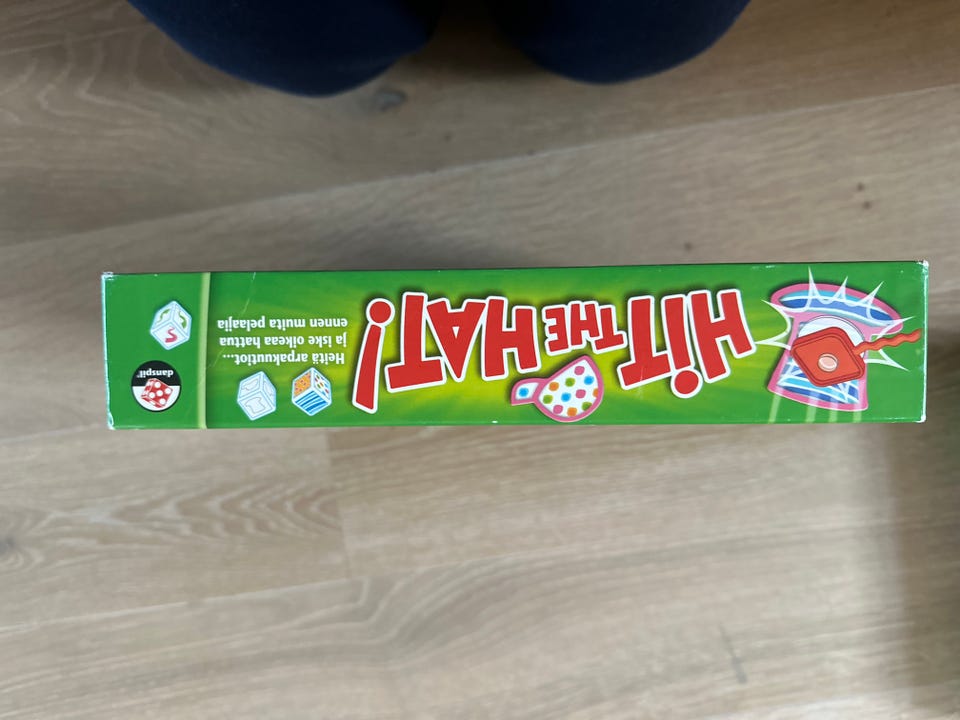 HiT THE HAT!
Heitä arpakuutiot...
ja iske oikeaa hattua
ennen muita pelaajia
S
danspil